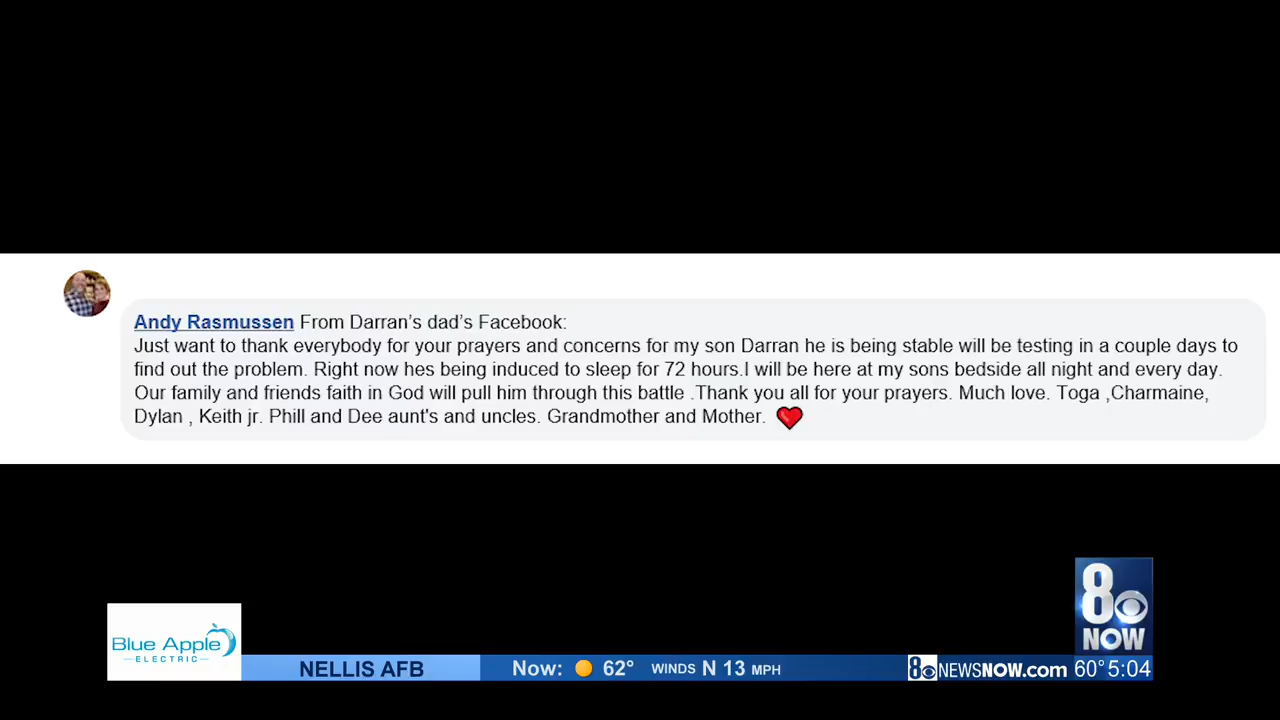 Andy Rasmussen From Darran's dad's Facebook:
Just want to thank everybody for your prayers and concerns for my son Darran he is being stable will be testing in a couple days to
find out the problem. Right now hes being induced to sleep for 72 hours.I will be here at my sons bedside all night and every day.
Our family and friends faith in God will pull him through this battle .Thank you all for your prayers. Much love. Toga ,Charmaine,
Dylan , Keith jr. Phill and Dee aunt's and uncles. Grandmother and Mother. ❤
8
NOW
Blue Apple
ELECTRIC
NELLIS AFB
Now: 62° WINDS N 13 MPH
8 NEWSNOW.com 60° 5:04